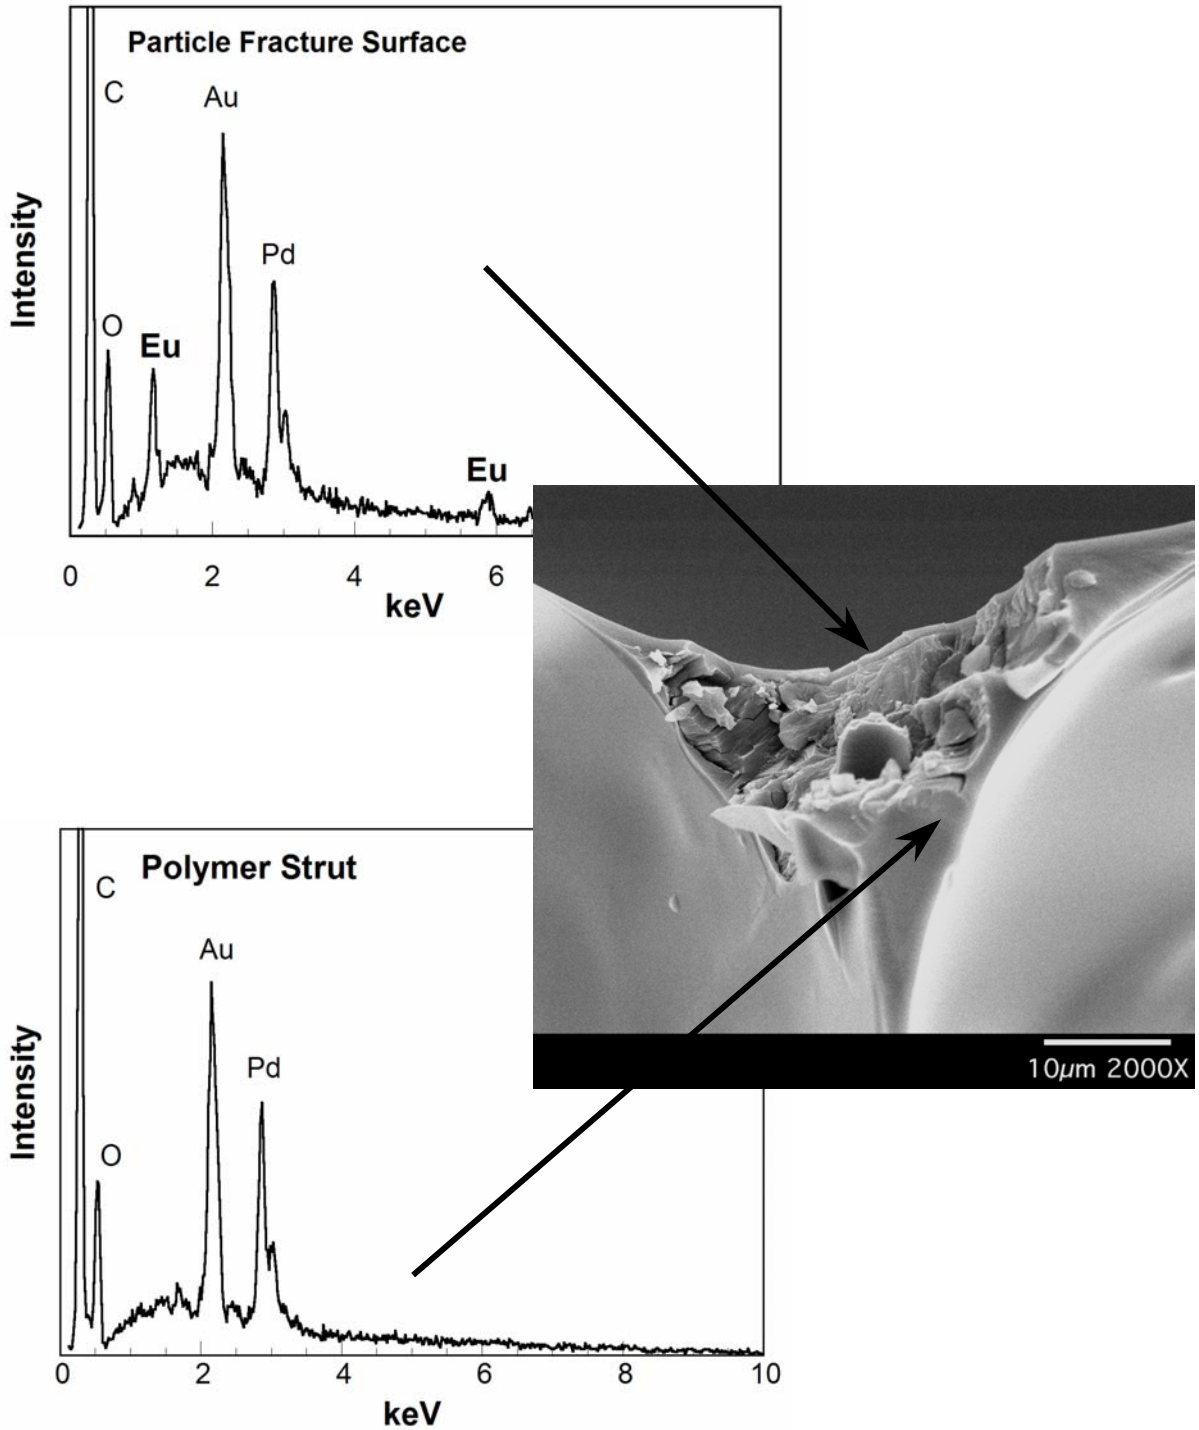 Particle Fracture Surface
C
Au
Pd
O
Eu
Eu
Intensity
0 2 4 6
keV
10µm 2000X
Polymer Strut
C
Au
Pd
O
Intensity
0 2 4 6 8 10
keV